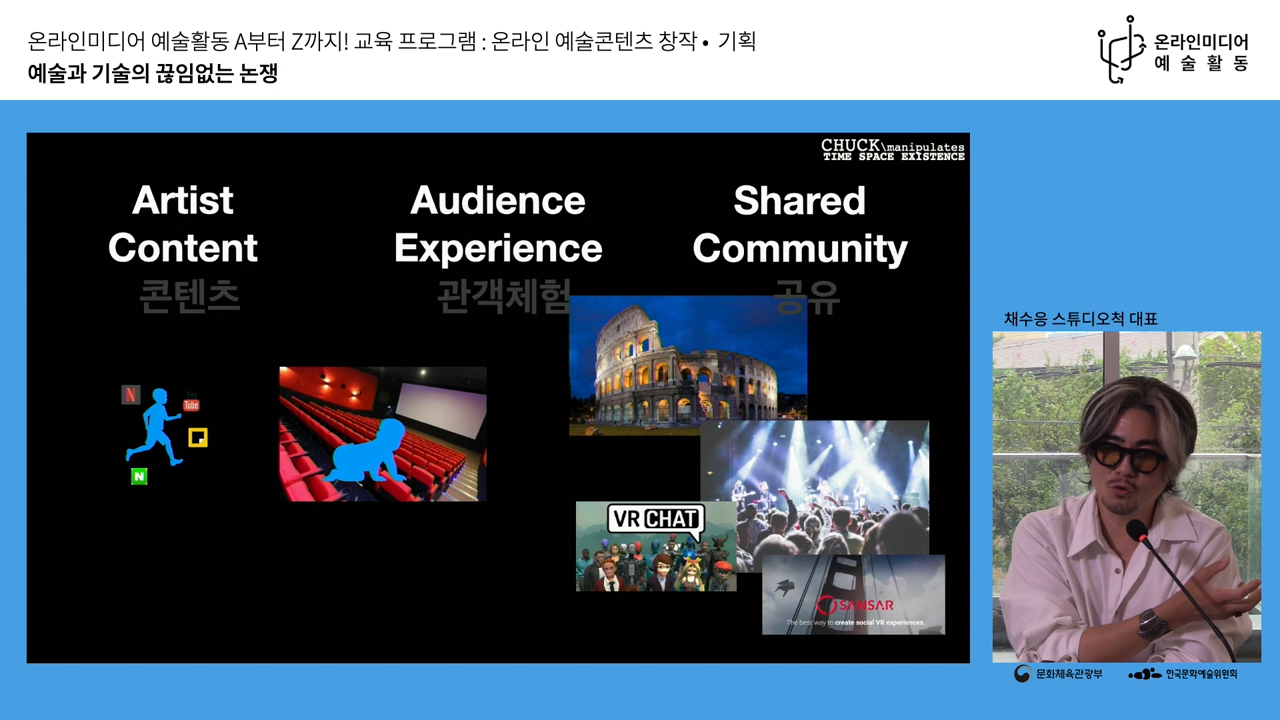 온라인미디어 예술활동 A부터 Z까지! 교육 프로그램 : 온라인 예술콘텐츠 창작 • 기획
예술과 기술의 끊임없는 논쟁
온라인미디어
예술활동
CHUCK\manipulates
TIME SPACE EXISTENCE
Artist
Content
콘텐츠
Audience
Experience
관객체험
Shared
Community
공유
N
You
Tube
N
VR CHAT
SANSAR
The best way to create social VR experiences.
채수응 스튜디오척 대표
문화체육관광부
한국문화예술위원회